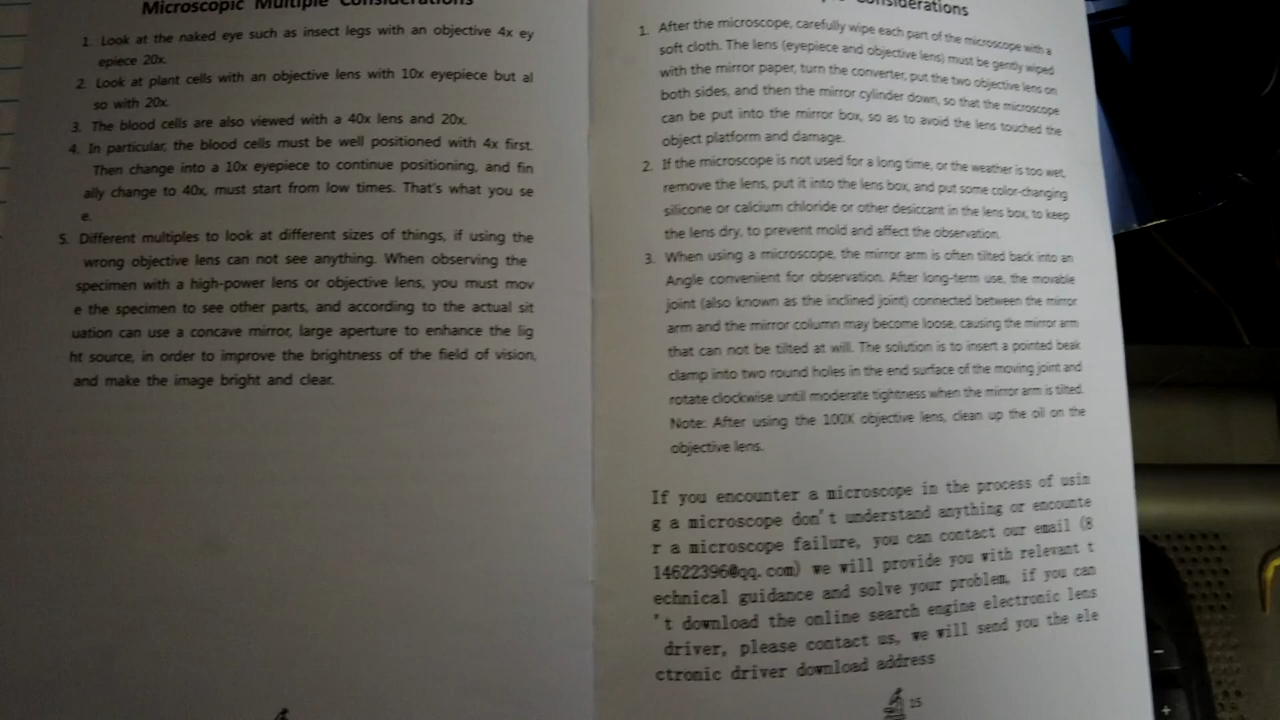 Microscopic Multiple Considerations
1. Look at the naked eye such as insect legs with an objective 4x ey
epiece 20x.
2. Look at plant cells with an objective lens with 10x eyepiece but al
so with 20x.
3. The blood cells are also viewed with a 40x lens and 20x.
4. In particular, the blood cells must be well positioned with 4x first.
Then change into a 10x eyepiece to continue positioning, and fin
ally change to 40x, must start from low times. That's what you se
e.
5. Different multiples to look at different sizes of things, if using the
wrong objective lens can not see anything. When observing the
specimen with a high-power lens or objective lens, you must mov
e the specimen to see other parts, and according to the actual sit
uation can use a concave mirror, large aperture to enhance the lig
ht source, in order to improve the brightness of the field of vision,
and make the image bright and clear.
Considerations
1. After the microscope, carefully wipe each part of the microscope with a
soft cloth. The lens (eyepiece and objective lens) must be gently wiped
with the mirror paper, turn the converter, put the two objective lens on
both sides, and then the mirror cylinder down, so that the microscope
can be put into the mirror box, so as to avoid the lens touched the
object platform and damage.
2. If the microscope is not used for a long time, or the weather is too wet,
remove the lens, put it into the lens box, and put some color-changing
silicone or calcium chloride or other desiccant in the lens box, to keep
the lens dry, to prevent mold and affect the observation.
3. When using a microscope, the mirror arm is often tilted back into an
Angle convenient for observation. After long-term use, the movable
joint (also known as the inclined joint) connected between the mirror
arm and the mirror column may become loose, causing the mirror arm
that can not be tilted at will. The solution is to insert a pointed beak
clamp into two round holes in the end surface of the moving joint and
rotate clockwise until moderate tightness when the mirror arm is tilted.
Note: After using the 100X objective lens, clean up the oil on the
objective lens.
If you encounter a microscope in the process of usin
g a microscope don't understand anything or encounte
r a microscope failure, you can contact our email (8
14622396@qq.com) we will provide you with relevant t
echnical guidance and solve your problem, if you can
't download the online search engine electronic lens
driver, please contact us, we will send you the ele
ctronic driver download address
15